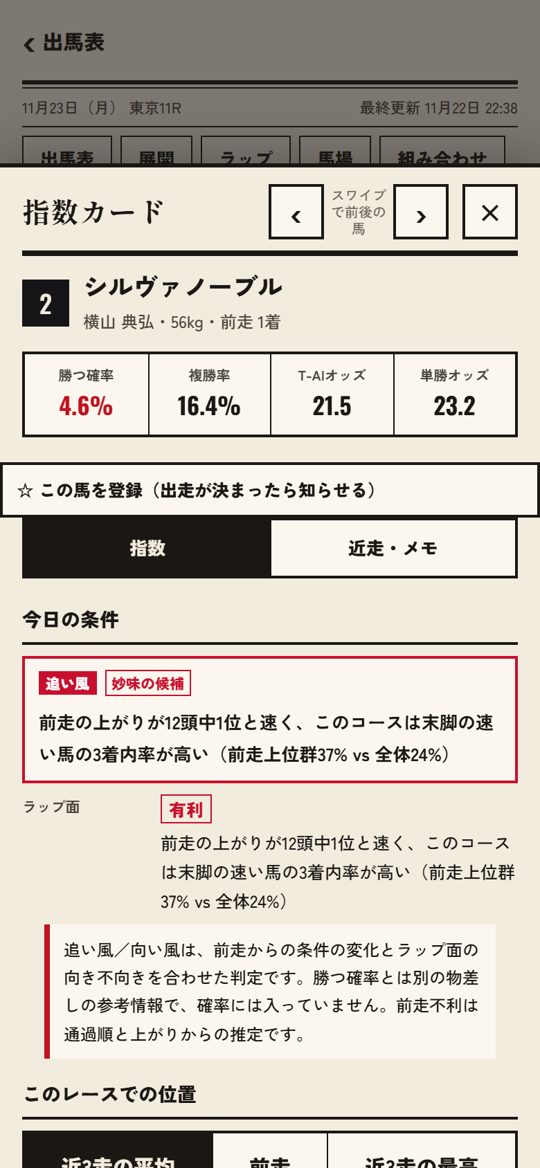 ‹ 出馬表
11月23日（月） 東京11R 最終更新 11月22日 22:38
出馬表 展開 ラップ 馬場 組み合わせ
指数カード ‹ スワイプ
で前後の
馬 › ×
2 シルヴァノーブル
横山 典弘・56kg・前走 1着
勝つ確率 複勝率 T-AIオッズ 単勝オッズ
4.6% 16.4% 21.5 23.2
☆ この馬を登録（出走が決まったら知らせる）
指数 近走・メモ
今日の条件
追い風 妙味の候補
前走の上がりが12頭中1位と速く、このコースは末脚の速
い馬の3着内率が高い（前走上位群37% vs 全体24%）
ラップ面 有利
前走の上がりが12頭中1位と速く、このコース
は末脚の速い馬の3着内率が高い（前走上位群
37% vs 全体24%）
追い風／向い風は、前走からの条件の変化とラップ面の
向き不向きを合わせた判定です。勝つ確率とは別の物差
しの参考情報で、確率には入っていません。前走不利は
通過順と上がりからの推定です。
このレースでの位置
近3走の平均 前走 近3走の最高